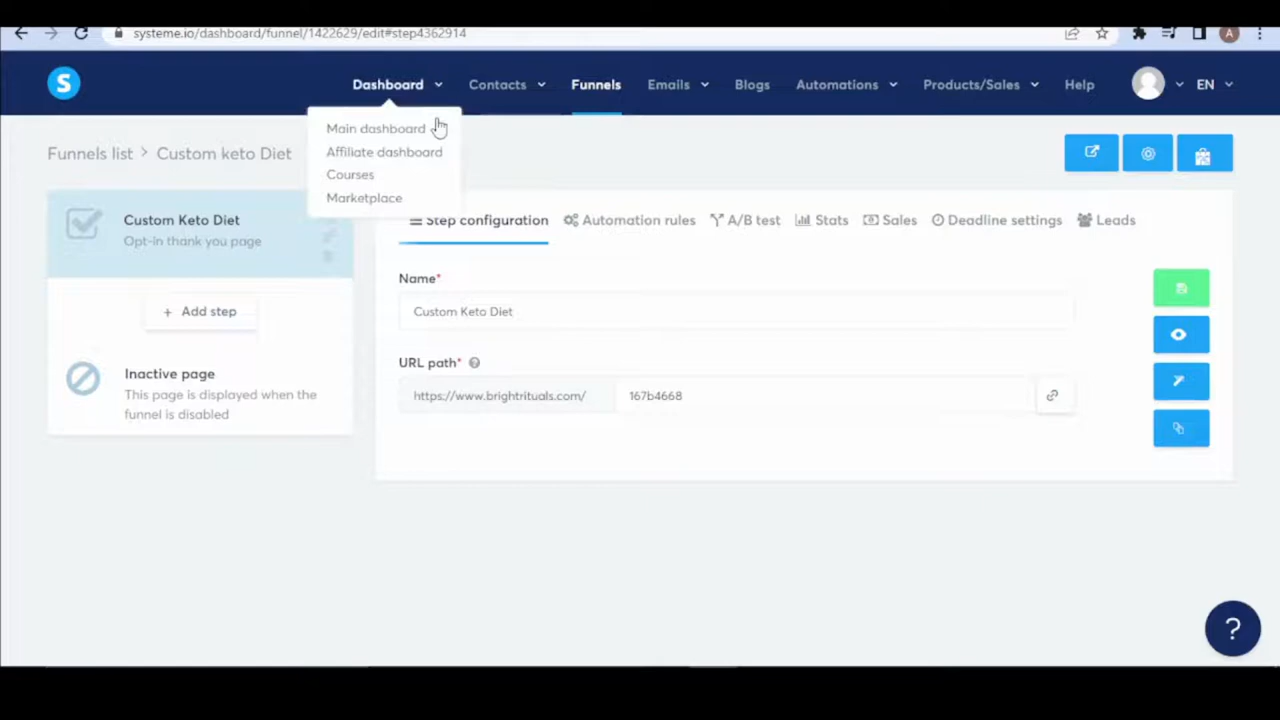 systeme.io/dashboard/funnel/1422629/edit#step4362914
A
S
Dashboard Contacts Funnels Emails Blogs Automations Products/Sales Help EN
Main dashboard
Affiliate dashboard
Courses
Marketplace
Funnels list > Custom keto Diet
Custom Keto Diet
Opt-in thank you page
+ Add step
Inactive page
This page is displayed when the
funnel is disabled
Step configuration Automation rules A/B test Stats Sales Deadline settings Leads
Name*
Custom Keto Diet
URL path* ?
https://www.brightrituals.com/ 167b4668
?